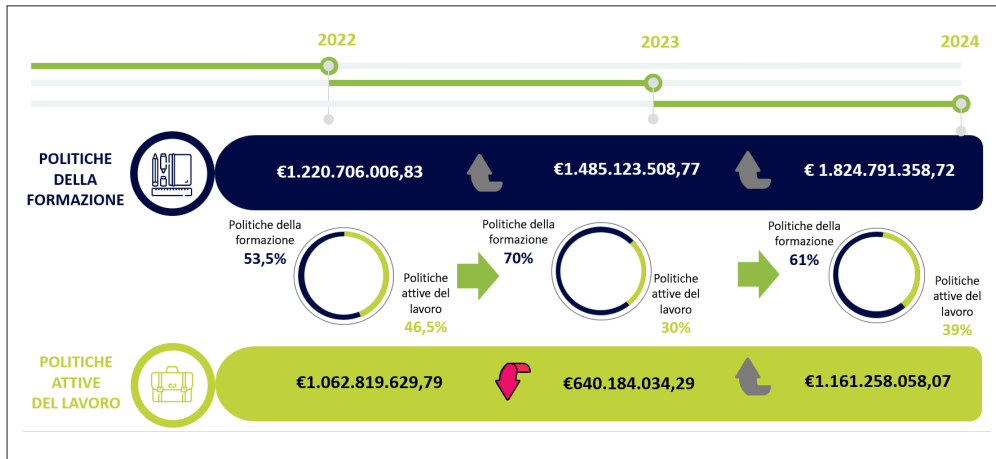 2022
2023
2024
POLITICHE
DELLA
FORMAZIONE
€1.220.706.006,83
€1.485.123.508,77
€ 1.824.791.358,72
Politiche della
formazione
53,5%
Politiche
attive del
lavoro
46,5%
Politiche della
formazione
70%
Politiche
attive del
lavoro
30%
Politiche della
formazione
61%
Politiche
attive del
lavoro
39%
POLITICHE
ATTIVE
DEL LAVORO
€1.062.819.629,79
€640.184.034,29
€1.161.258.058,07